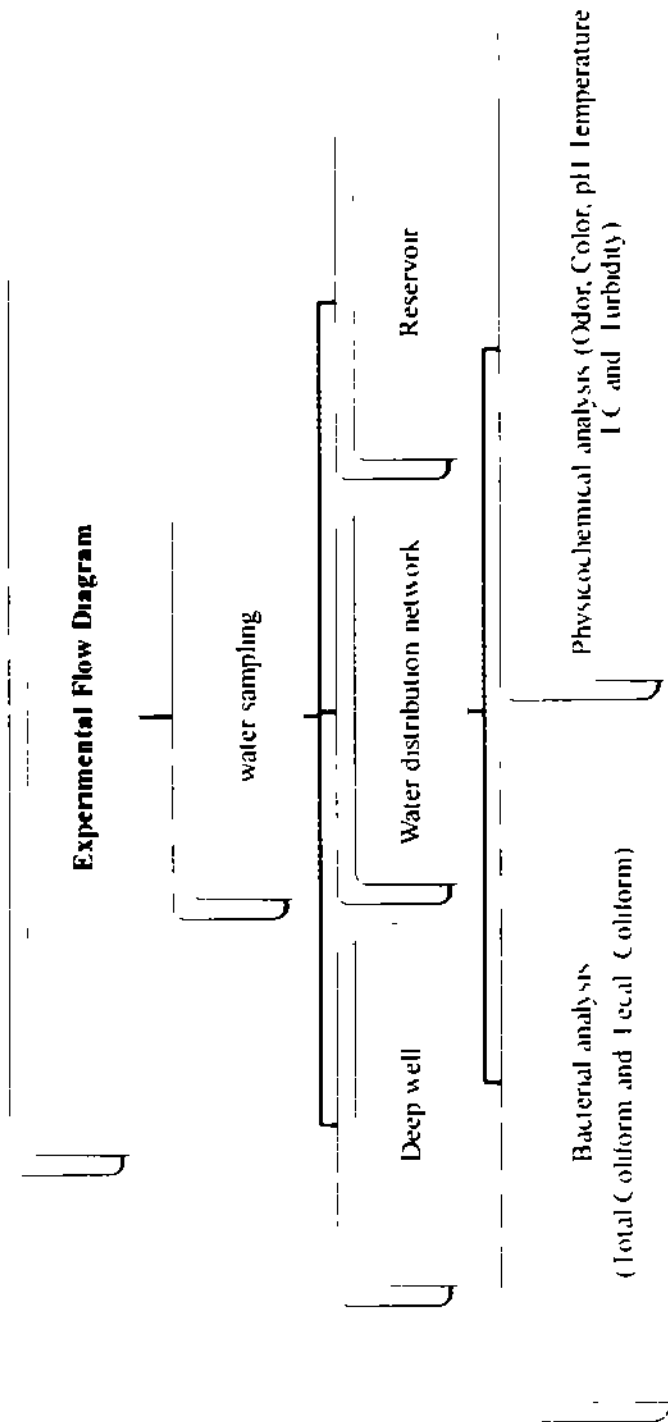 Experimental Flow Diagram
water sampling
Deep well
Water distribution network
Reservoir
Bacterial analysis
(Total Coliform and Fecal Coliform)
Physicochemical analysis (Odor, Color, pH Temperature
EC and Turbidity)